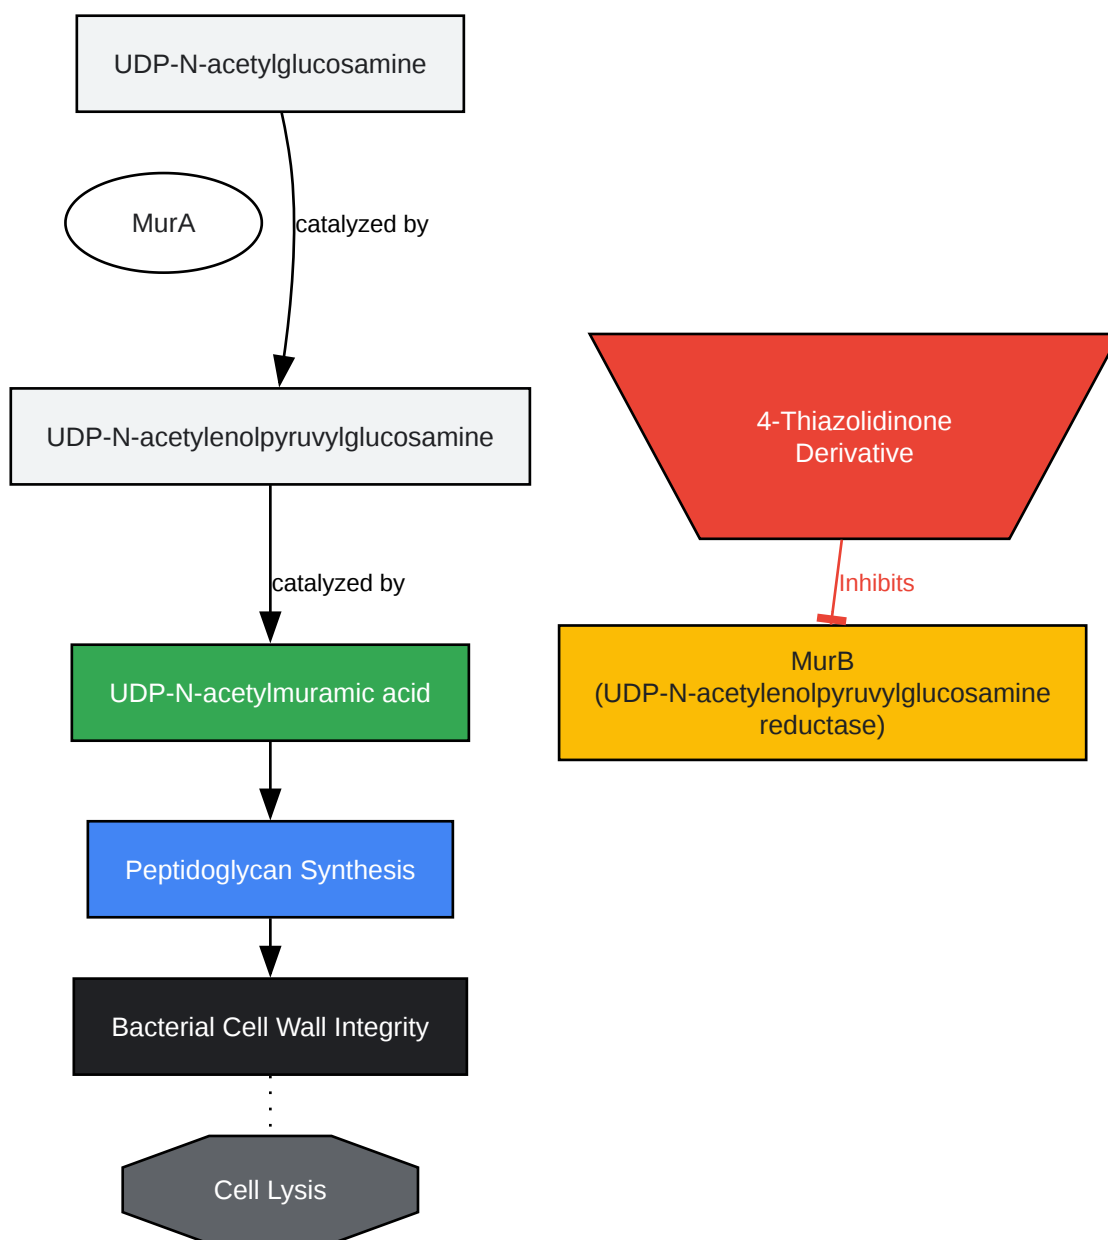 UDP-N-acetylglucosamine
MurA
catalyzed by
UDP-N-acetylenolpyruvylglucosamine
4-Thiazolidinone
Derivative
catalyzed by
Inhibits
UDP-N-acetylmuramic acid
MurB
(UDP-N-acetylenolpyruvylglucosamine
reductase)
Peptidoglycan Synthesis
Bacterial Cell Wall Integrity
Cell Lysis